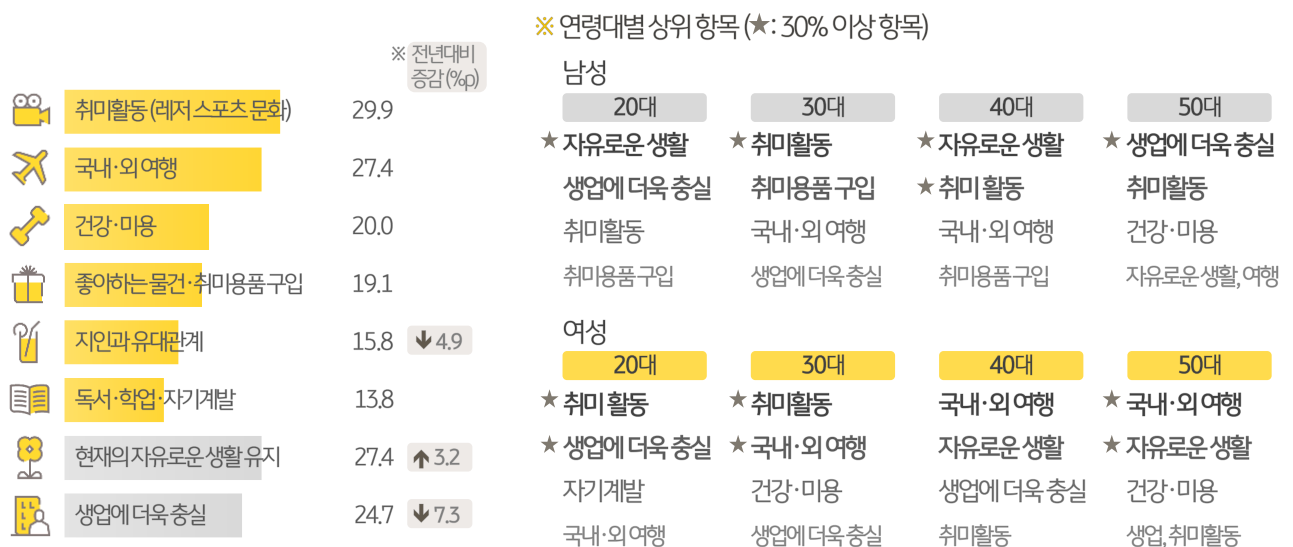 ※ 전년대비
증감(%p)
취미활동(레저 스포츠 문화) 29.9
국내·외 여행 27.4
건강·미용 20.0
좋아하는 물건·취미용품 구입 19.1
지인과 유대관계 15.8 ↓4.9
독서·학업·자기계발 13.8
현재의 자유로운 생활 유지 27.4 ↑3.2
생업에 더욱 충실 24.7 ↓7.3
※ 연령대별 상위 항목 (★: 30% 이상 항목)
남성
20대 30대 40대 50대
★ 자유로운 생활 ★ 취미활동 ★ 자유로운 생활 ★ 생업에 더욱 충실
생업에 더욱 충실 취미용품 구입 ★ 취미 활동 취미활동
취미활동 국내·외 여행 국내·외 여행 건강·미용
취미용품 구입 생업에 더욱 충실 취미용품 구입 자유로운 생활, 여행
여성
20대 30대 40대 50대
★ 취미 활동 ★ 취미활동 국내·외 여행 ★ 국내·외 여행
★ 생업에 더욱 충실 ★ 국내·외 여행 자유로운 생활 ★ 자유로운 생활
자기계발 건강·미용 생업에 더욱 충실 건강·미용
국내·외 여행 생업에 더욱 충실 취미활동 생업, 취미활동